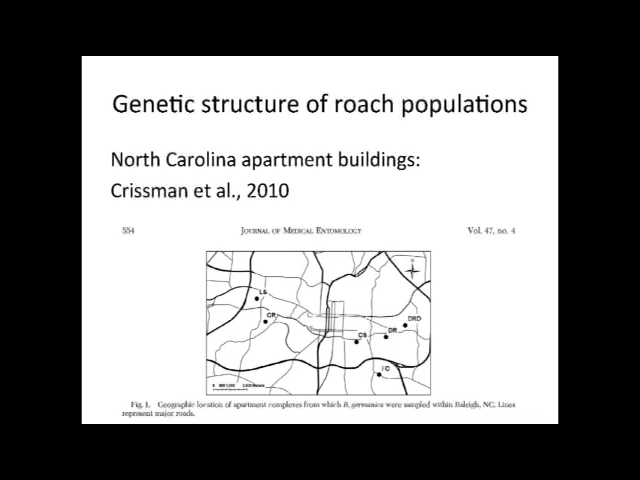 Genetic structure of roach populations
North Carolina apartment buildings:
Crissman et al., 2010
554 JOURNAL OF MEDICAL ENTOMOLOGY Vol. 47, no. 4
LS
CR
CS
DR
DRO
IC
Fig. 1. Geographic location of apartment complexes from which B. germanica were sampled within Raleigh, NC. Lines
represent major roads.